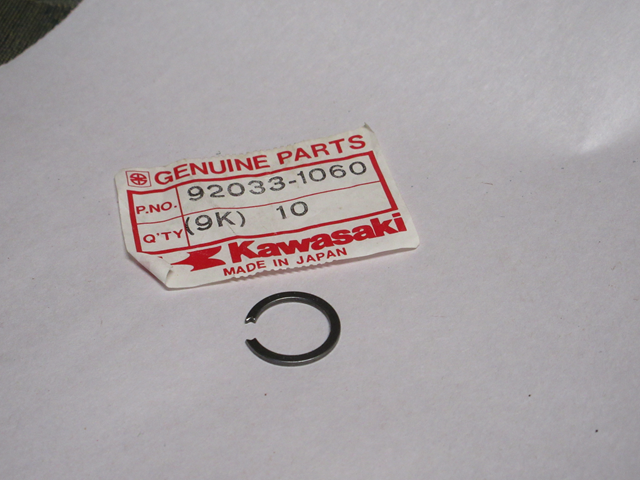 GENUINE PARTS
P.NO. 92033-1060
Q'TY (9K) 10
Kawasaki
MADE IN JAPAN